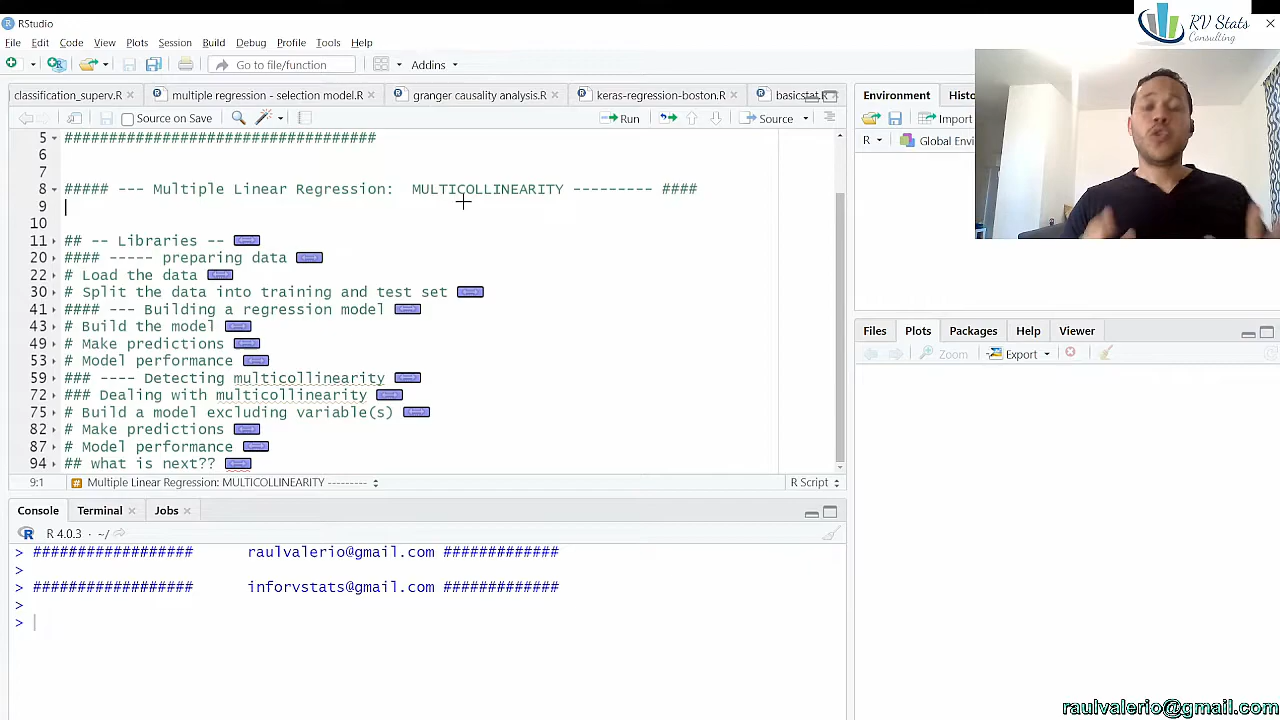 RStudio
RV Stats
Consulting
File Edit Code View Plots Session Build Debug Profile Tools Help
Go to file/function Addins
classification_superv.R multiple regression - selection model.R granger causality analysis.R keras-regression-boston.R basicstat
Source on Save Run Source
5 ###################################
6
7
8 ##### --- Multiple Linear Regression: MULTICOLLINEARITY --------- ####
9
10
11 ## -- Libraries --
20 #### ----- preparing data
22 # Load the data
30 # Split the data into training and test set
41 #### --- Building a regression model
43 # Build the model
49 # Make predictions
53 # Model performance
59 ### ---- Detecting multicollinearity
72 ### Dealing with multicollinearity
75 # Build a model excluding variable(s)
82 # Make predictions
87 # Model performance
94 ## what is next??
9:1 Multiple Linear Regression: MULTICOLLINEARITY --------- R Script
Console Terminal Jobs
R 4.0.3 · ~/
> ################## raulvalerio@gmail.com #############
>
> ################## inforvstats@gmail.com #############
>
>
Environment Histo
Import
R Global Envi
Files Plots Packages Help Viewer
Zoom Export
raulvalerio@gmail.com